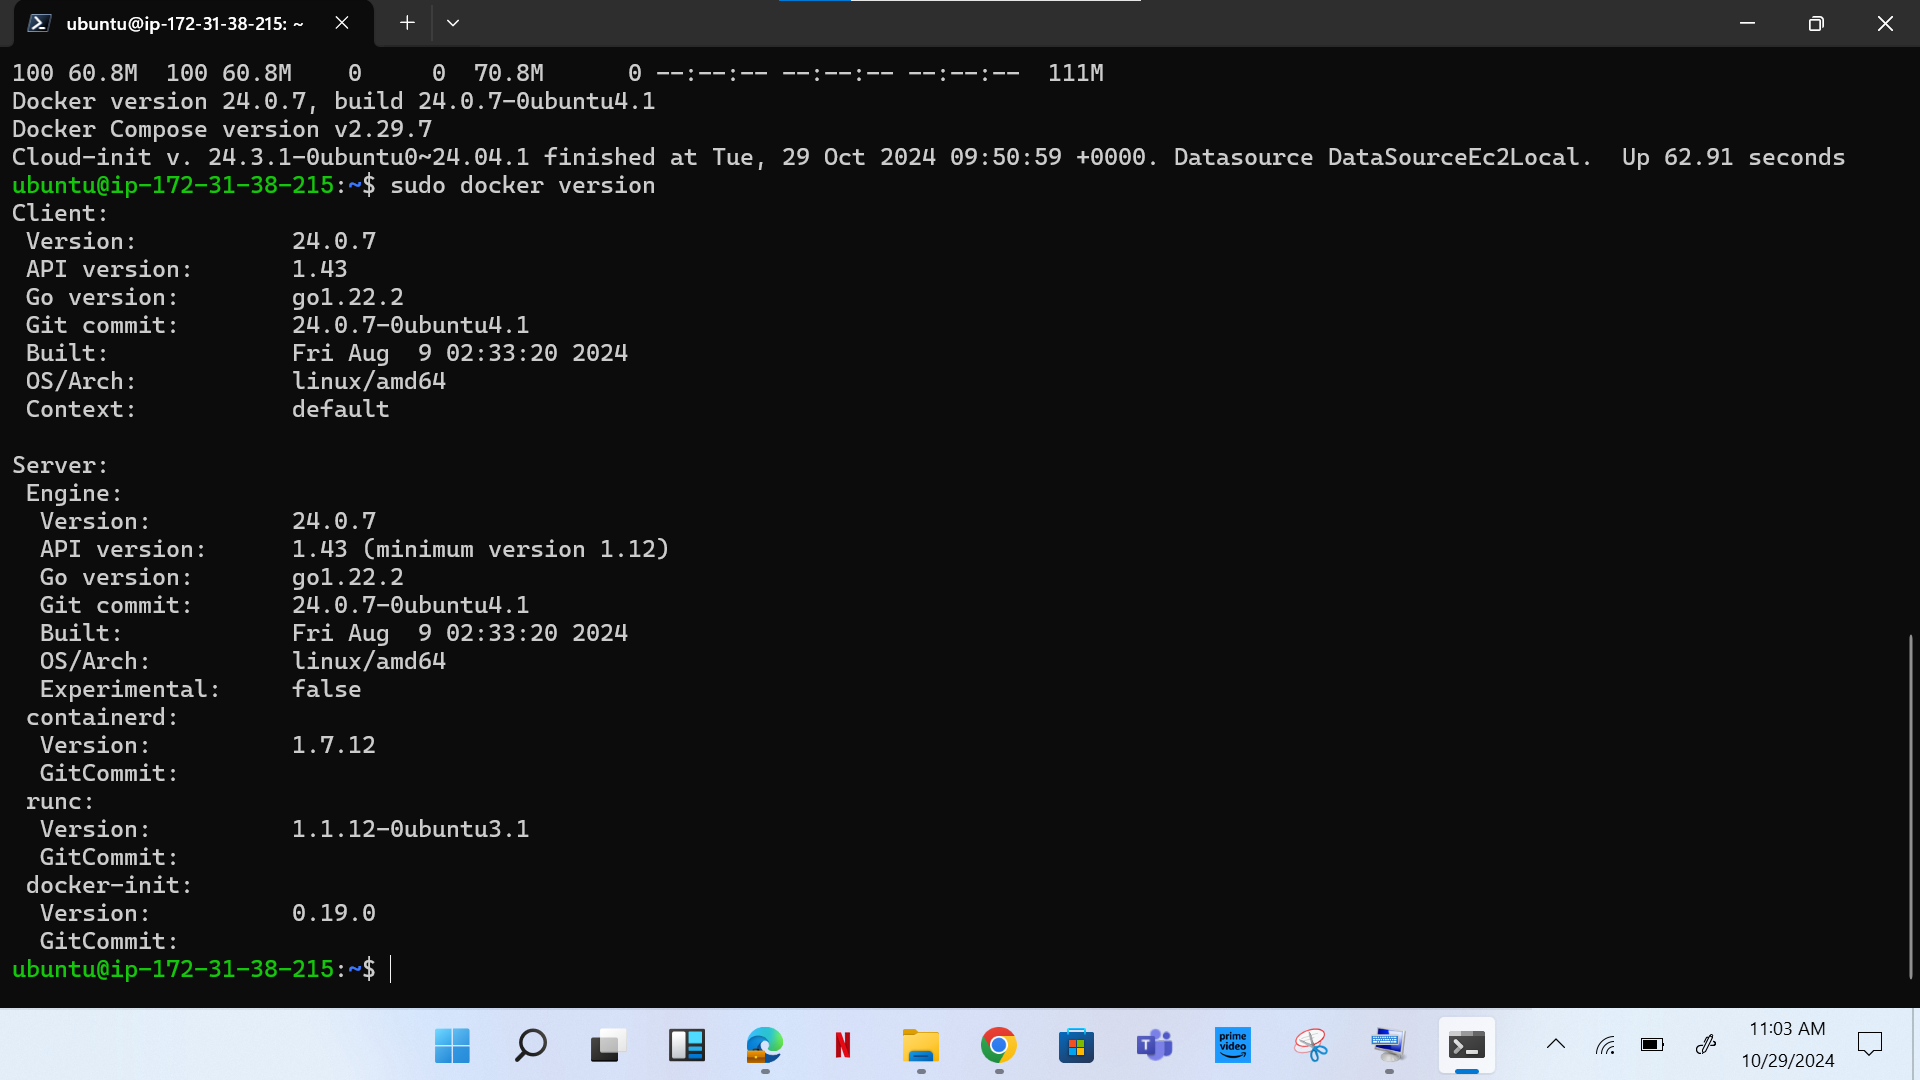 ubuntu@ip-172-31-38-215: ~
100 60.8M  100 60.8M    0     0  70.8M      0 --:--:-- --:--:-- --:--:--  111M
Docker version 24.0.7, build 24.0.7-0ubuntu4.1
Docker Compose version v2.29.7
Cloud-init v. 24.3.1-0ubuntu0~24.04.1 finished at Tue, 29 Oct 2024 09:50:59 +0000. Datasource DataSourceEc2Local.  Up 62.91 seconds
ubuntu@ip-172-31-38-215:~$ sudo docker version
Client:
 Version:           24.0.7
 API version:       1.43
 Go version:        go1.22.2
 Git commit:        24.0.7-0ubuntu4.1
 Built:             Fri Aug  9 02:33:20 2024
 OS/Arch:           linux/amd64
 Context:           default

Server:
 Engine:
  Version:          24.0.7
  API version:      1.43 (minimum version 1.12)
  Go version:       go1.22.2
  Git commit:       24.0.7-0ubuntu4.1
  Built:            Fri Aug  9 02:33:20 2024
  OS/Arch:          linux/amd64
  Experimental:     false
 containerd:
  Version:          1.7.12
  GitCommit:
 runc:
  Version:          1.1.12-0ubuntu3.1
  GitCommit:
 docker-init:
  Version:          0.19.0
  GitCommit:
ubuntu@ip-172-31-38-215:~$
N
T
prime video
11:03 AM
10/29/2024